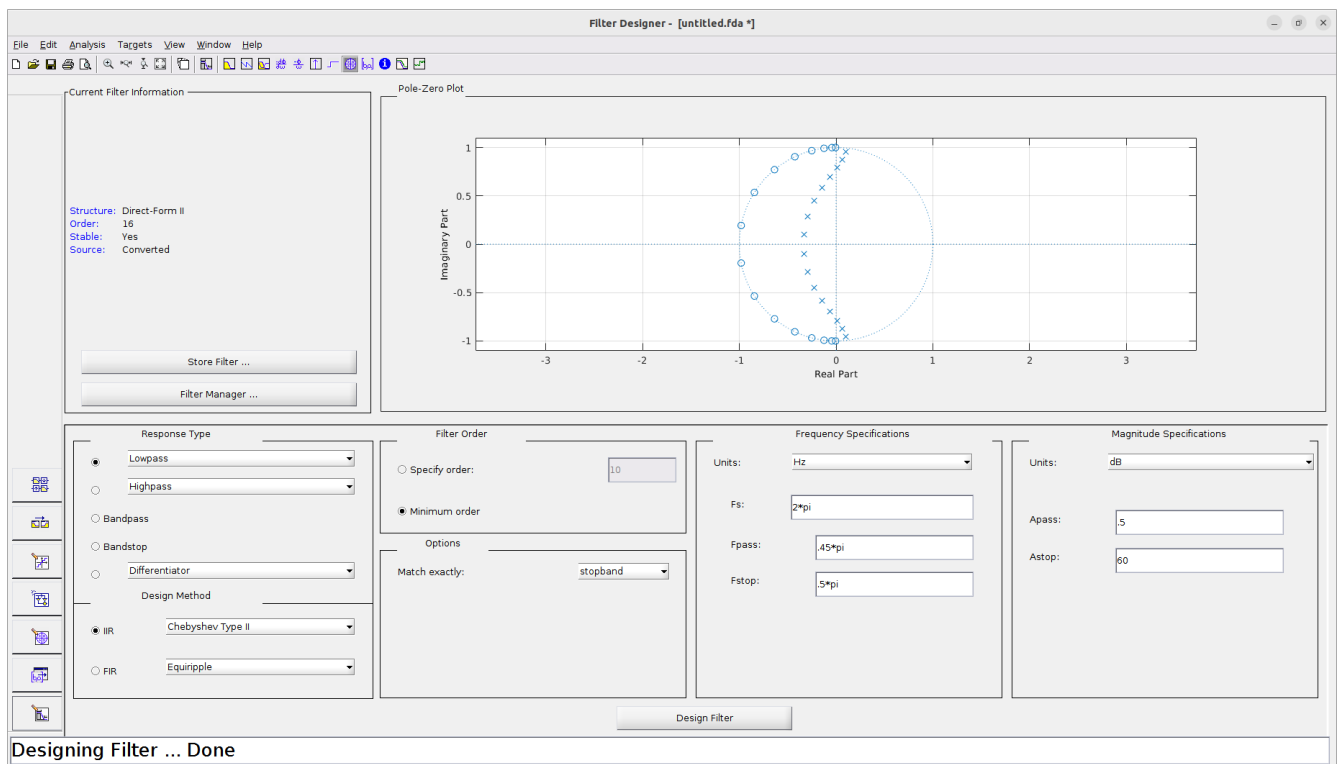 Filter Designer - [untitled.fda *]
File Edit Analysis Targets View Window Help
Current Filter Information
Structure: Direct-Form II
Order: 16
Stable: Yes
Source: Converted
Store Filter ...
Filter Manager ...
Pole-Zero Plot
1
0.5
0
-0.5
-1
Imaginary Part
-3 -2 -1 0 1 2 3
Real Part
Response Type
Lowpass
Highpass
Bandpass
Bandstop
Differentiator
Design Method
IIR Chebyshev Type II
FIR Equiripple
Filter Order
Specify order: 10
Minimum order
Options
Match exactly: stopband
Frequency Specifications
Units: Hz
Fs: 2*pi
Fpass: .45*pi
Fstop: .5*pi
Magnitude Specifications
Units: dB
Apass: .5
Astop: 60
Design Filter
Designing Filter ... Done